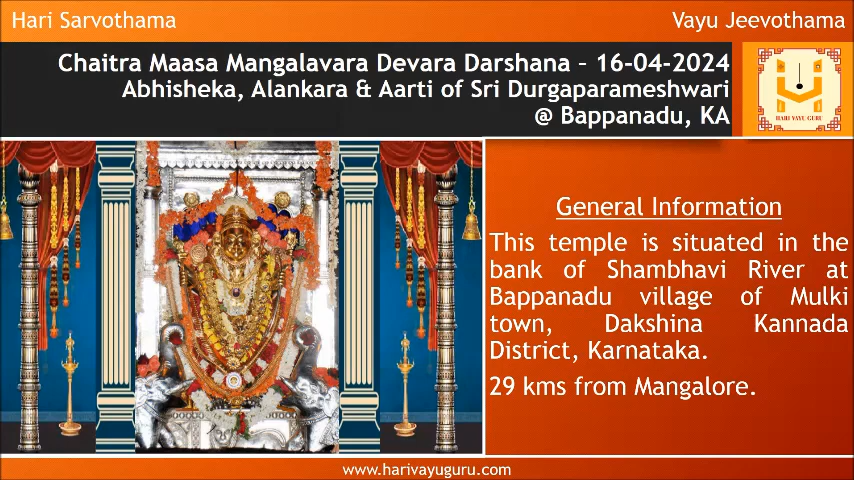 Hari Sarvothama
Vayu Jeevothama
Chaitra Maasa Mangalavara Devara Darshana – 16-04-2024
Abhisheka, Alankara & Aarti of Sri Durgaparameshwari
@ Bappanadu, KA
HARI VAYU GURU
General Information
This temple is situated in the
bank of Shambhavi River at
Bappanadu village of Mulki
town, Dakshina Kannada
District, Karnataka.
29 kms from Mangalore.
www.harivayuguru.com